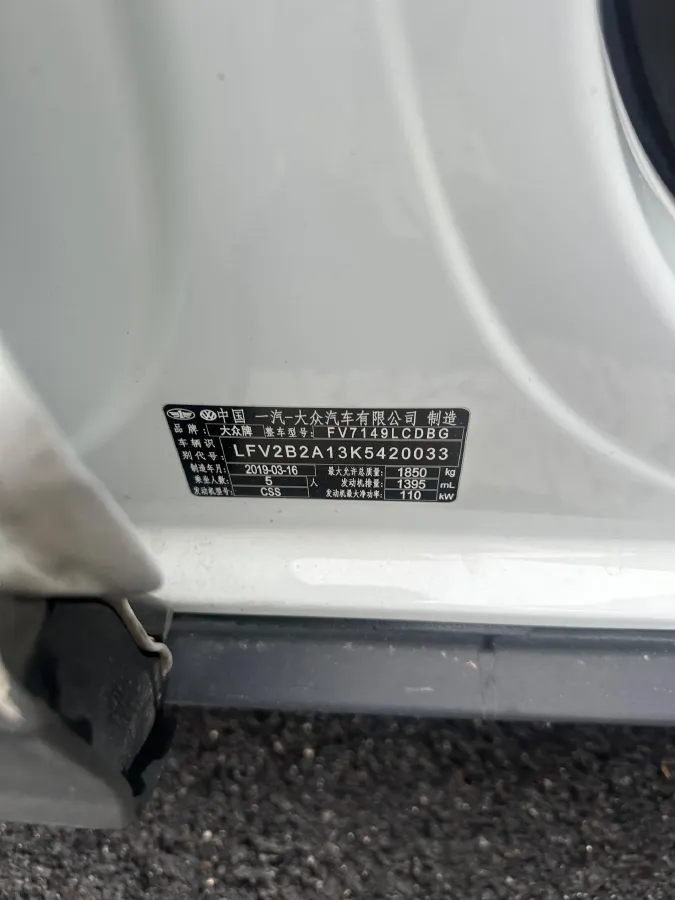 中国 一汽-大众汽车有限公司 制造
品牌: 大众牌 整车型号: FV7149LCDBG
车辆识别代号: LFV2B2A13K5420033
制造年月: 2019-03-16 最大允许总质量: 1850 kg
乘坐人数: 5 人 发动机排量: 1395 mL
发动机型号: CSS 发动机最大净功率: 110 kW